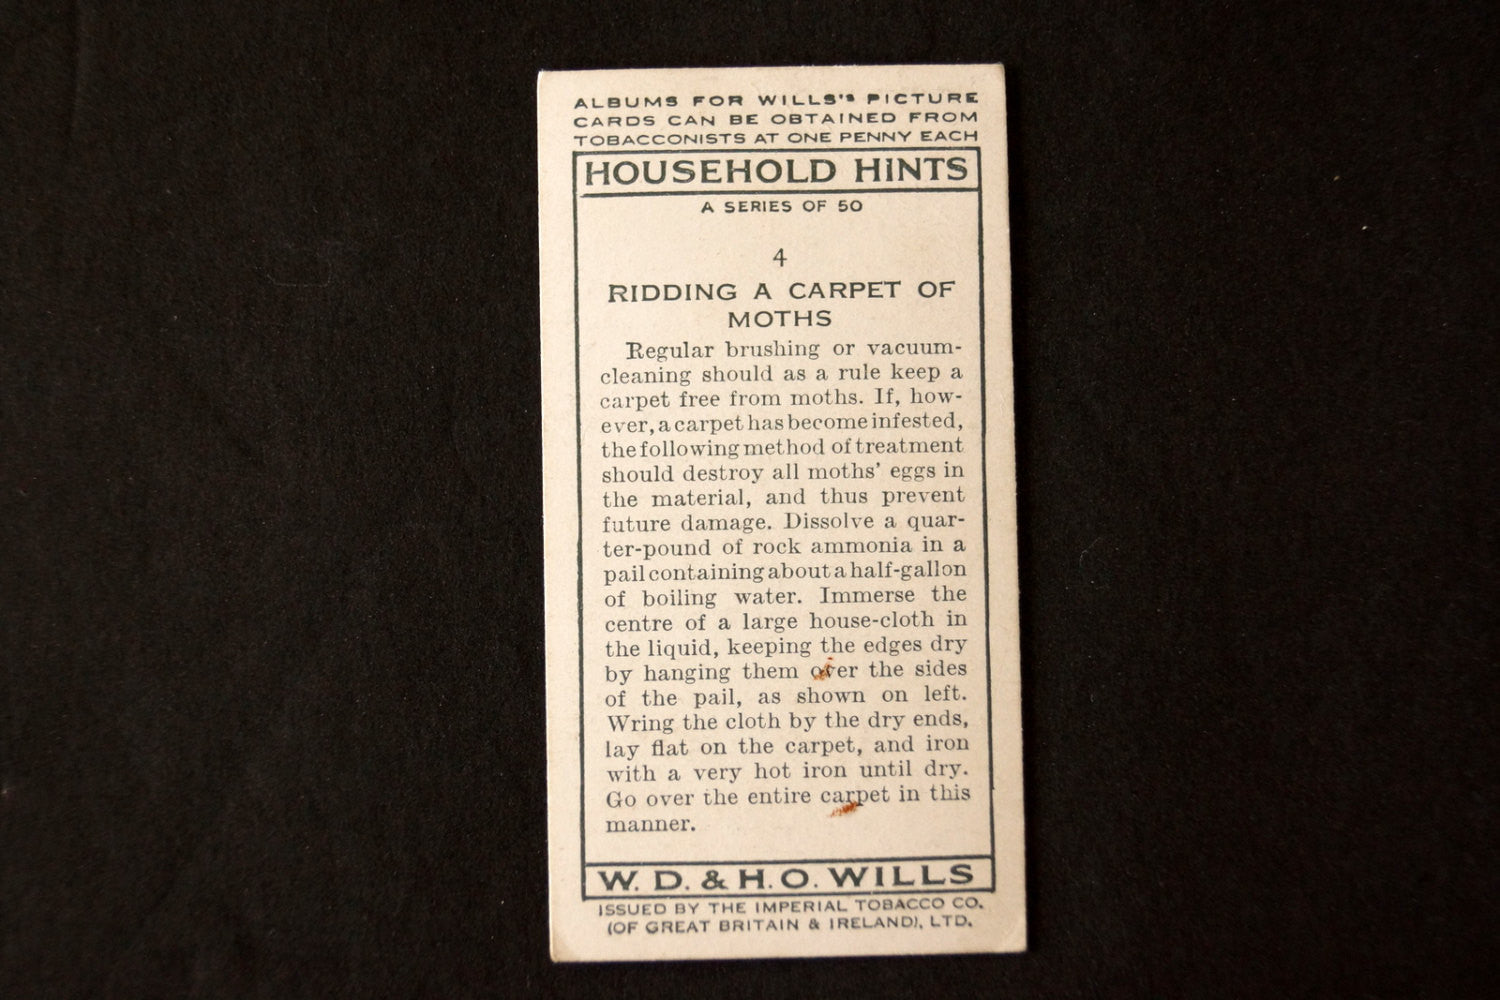 ALBUMS FOR WILLS'S PICTURE
CARDS CAN BE OBTAINED FROM
TOBACCONISTS AT ONE PENNY EACH
HOUSEHOLD HINTS
A SERIES OF 50
4
RIDDING A CARPET OF
MOTHS
Regular brushing or vacuum-
cleaning should as a rule keep a
carpet free from moths. If, how-
ever, a carpet has become infested,
the following method of treatment
should destroy all moths' eggs in
the material, and thus prevent
future damage. Dissolve a quar-
ter-pound of rock ammonia in a
pail containing about a half-gallon
of boiling water. Immerse the
centre of a large house-cloth in
the liquid, keeping the edges dry
by hanging them over the sides
of the pail, as shown on left.
Wring the cloth by the dry ends,
lay flat on the carpet, and iron
with a very hot iron until dry.
Go over the entire carpet in this
manner.
W. D. & H. O. WILLS
ISSUED BY THE IMPERIAL TOBACCO CO.
(OF GREAT BRITAIN & IRELAND), LTD.